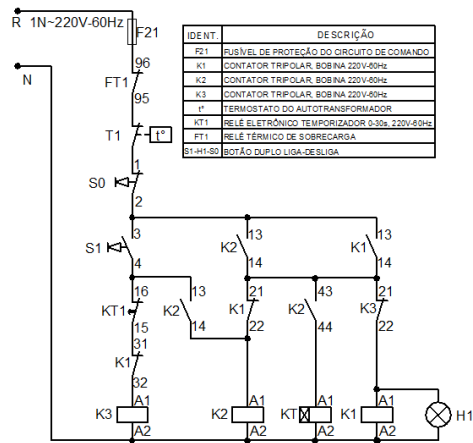 R 1N~220V-60Hz
F21
IDENT. DESCRIÇÃO
F21 FUSÍVEL DE PROTEÇÃO DO CIRCUITO DE COMANDO
K1 CONTATOR TRIPOLAR, BOBINA 220V-60Hz
K2 CONTATOR TRIPOLAR, BOBINA 220V-60Hz
K3 CONTATOR TRIPOLAR, BOBINA 220V-60Hz
t° TERMOSTATO DO AUTOTRANSFORMADOR
KT1 RELÊ ELETRÔNICO TEMPORIZADOR 0-30s, 220V-60Hz
FT1 RELÊ TÉRMICO DE SOBRECARGA
S1-H1-S0 BOTÃO DUPLO LIGA-DESLIGA
N
96
FT1
95
T1 t°
1
S0
2
3
S1
4
13
K2
14
13
K1
14
16
KT1
15
13
K2
14
21
K1
22
43
K2
44
21
K3
22
31
K1
32
A1
K3
A2
A1
K2
A2
A1
KT
A2
A1
K1
A2
H1